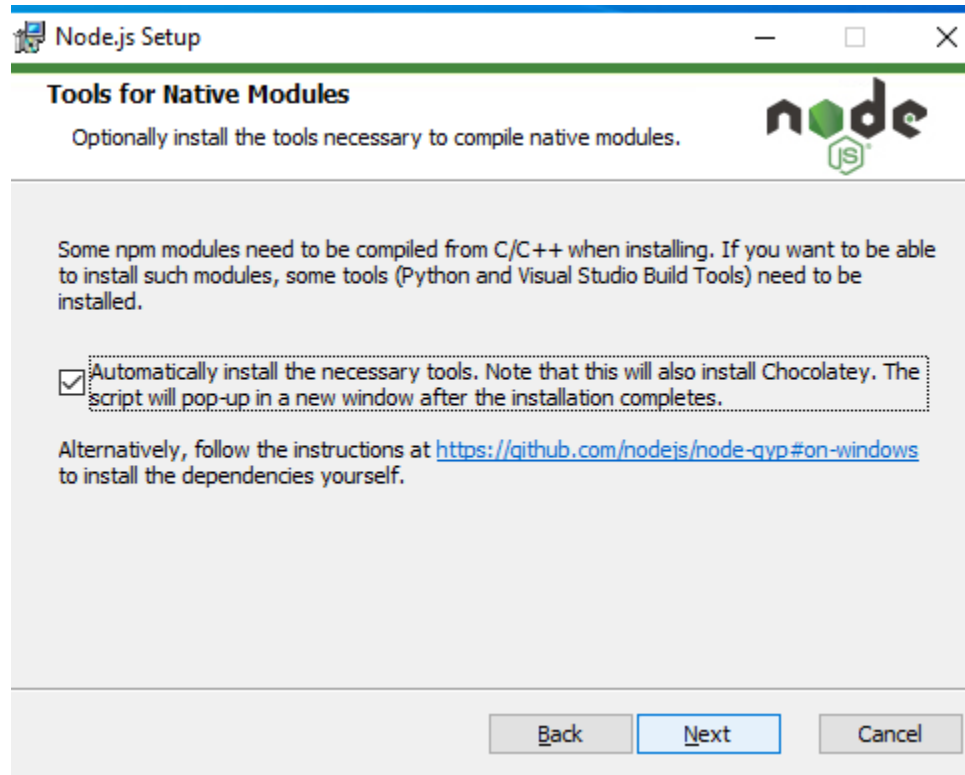 Node.js Setup
Tools for Native Modules
Optionally install the tools necessary to compile native modules.
node
JS
Some npm modules need to be compiled from C/C++ when installing. If you want to be able
to install such modules, some tools (Python and Visual Studio Build Tools) need to be
installed.
Automatically install the necessary tools. Note that this will also install Chocolatey. The
script will pop-up in a new window after the installation completes.
Alternatively, follow the instructions at https://github.com/nodejs/node-gyp#on-windows
to install the dependencies yourself.
Back
Next
Cancel